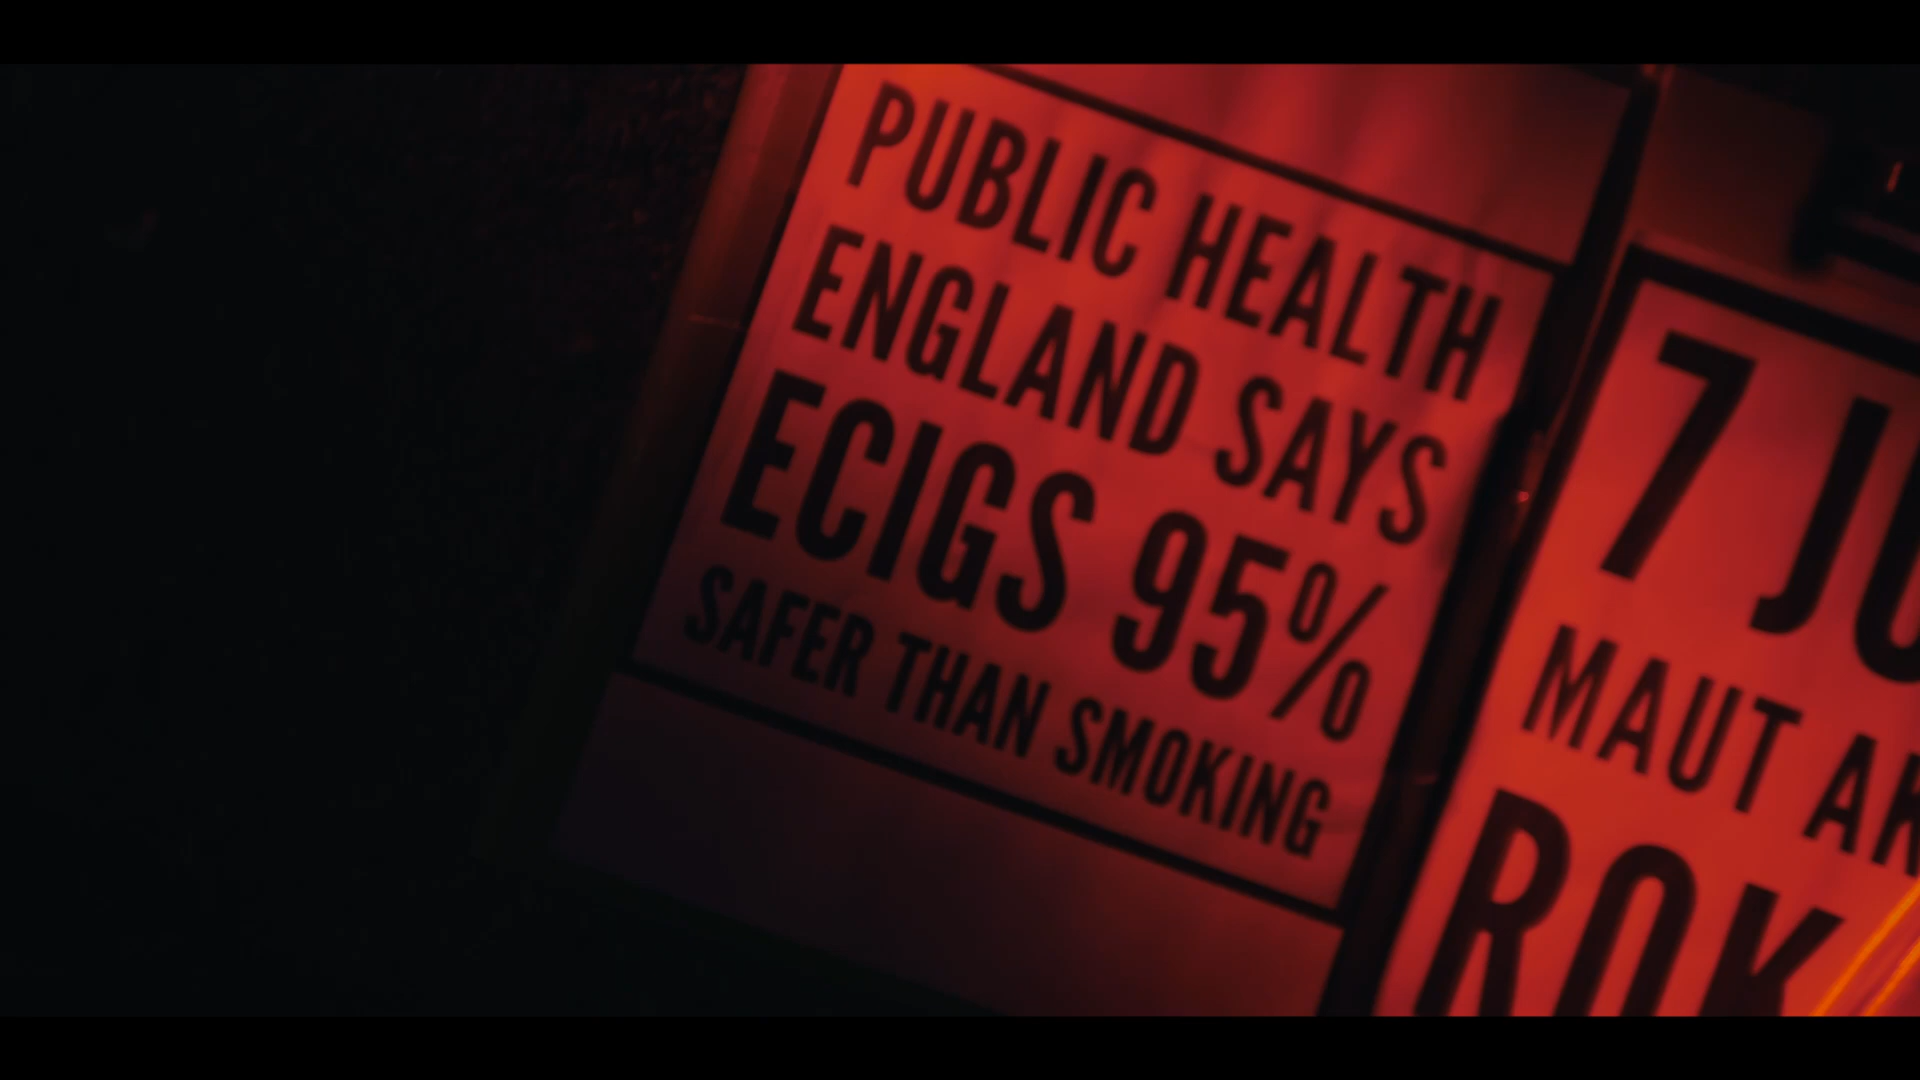 PUBLIC HEALTH
ENGLAND SAYS
ECIGS 95%
SAFER THAN SMOKING
7
MAUT